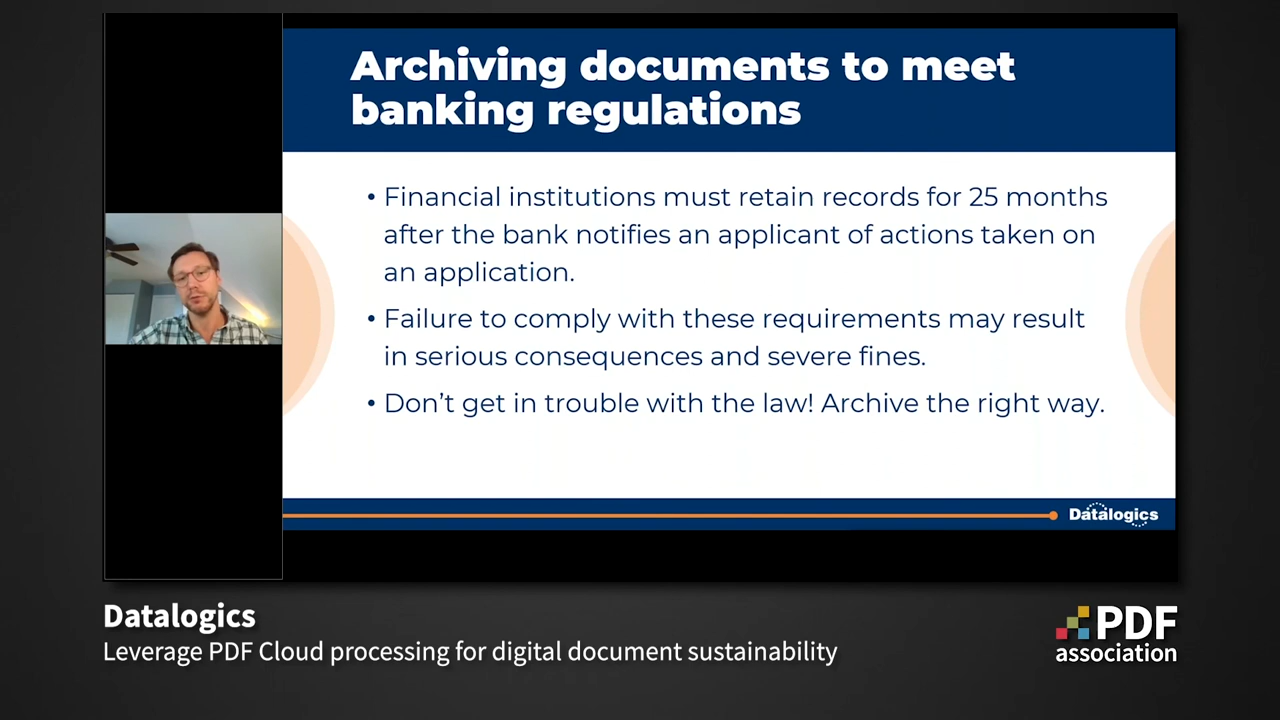 Archiving documents to meet
banking regulations
• Financial institutions must retain records for 25 months
after the bank notifies an applicant of actions taken on
an application.
• Failure to comply with these requirements may result
in serious consequences and severe fines.
• Don’t get in trouble with the law! Archive the right way.
Datalogics
Datalogics
Leverage PDF Cloud processing for digital document sustainability
PDF
association